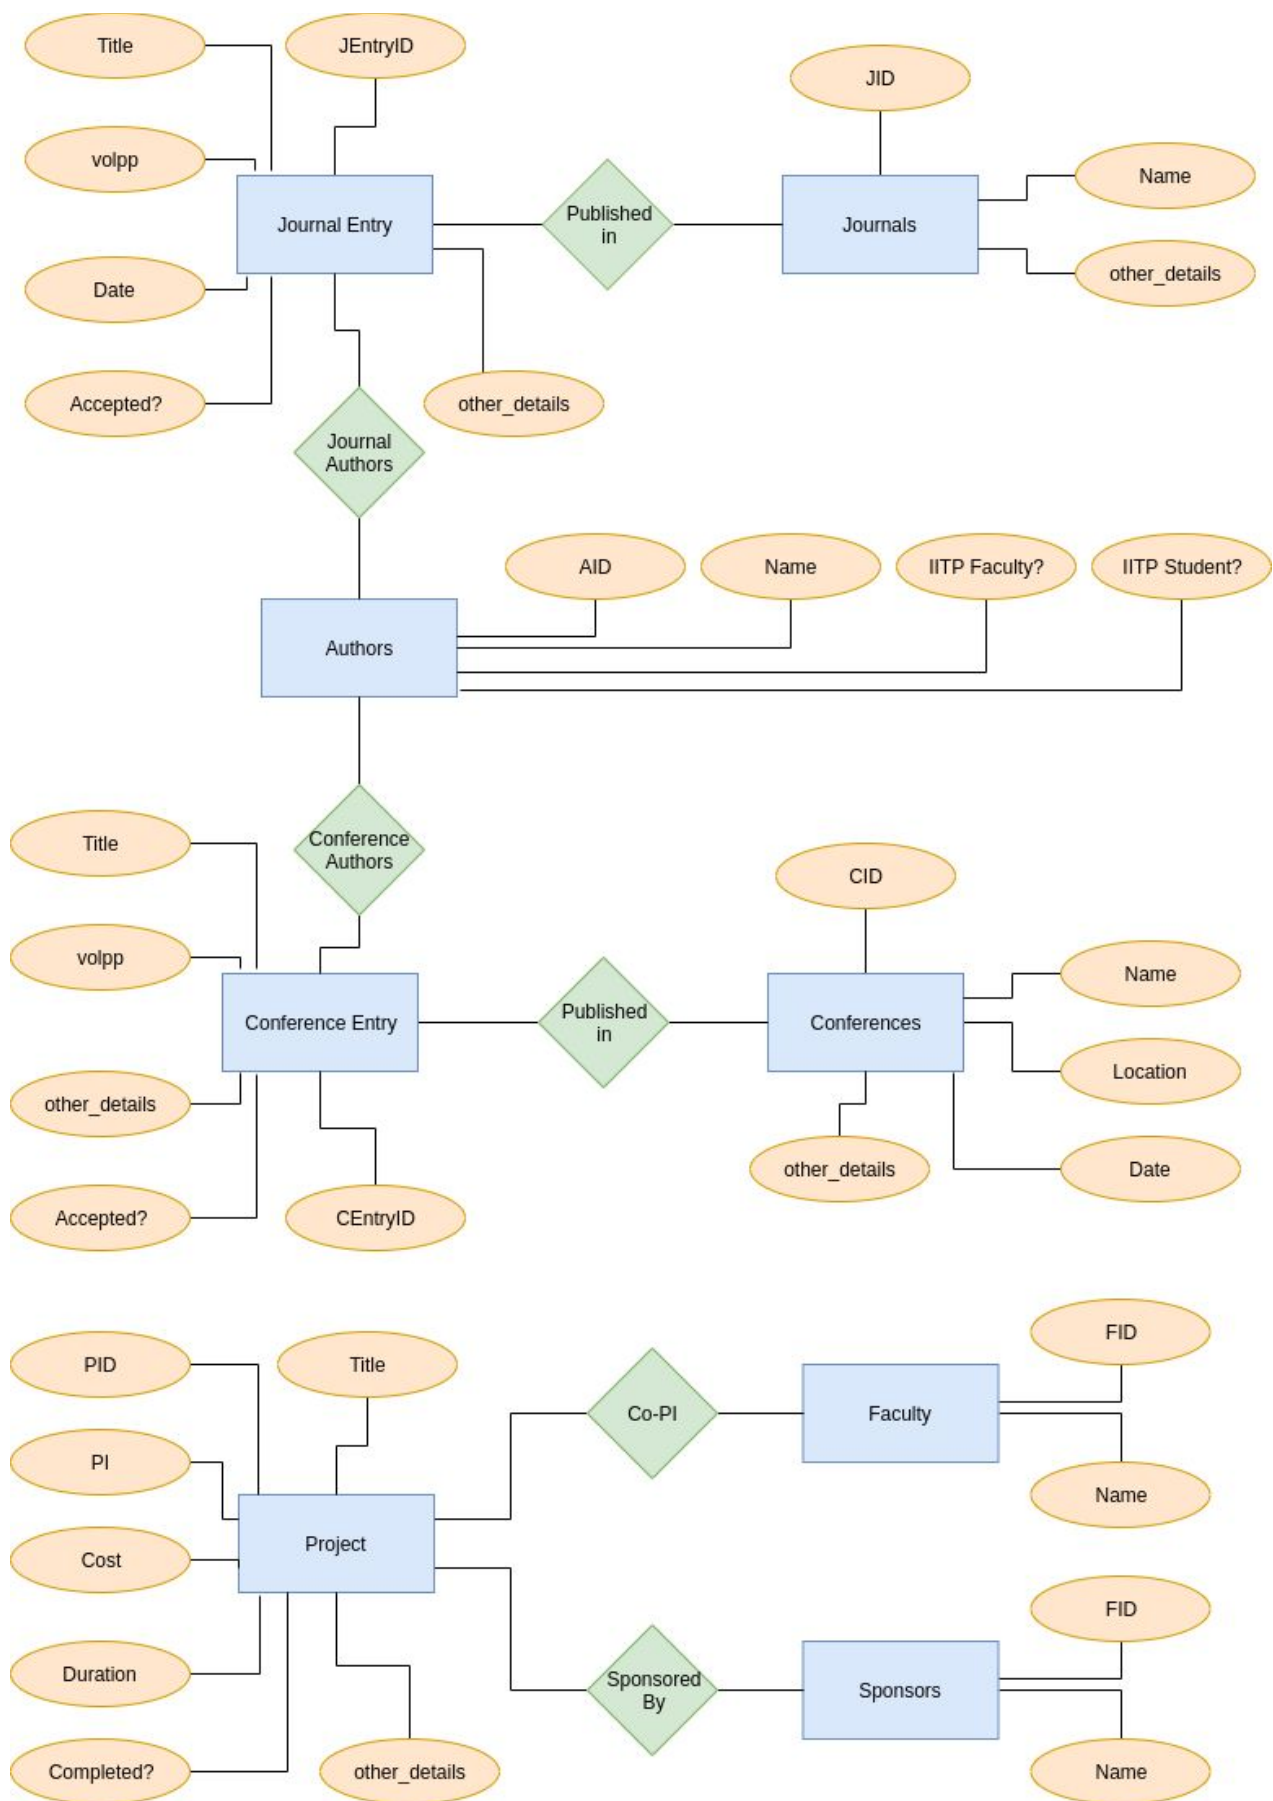 Title
JEntryID
JID
volpp
Name
Journal Entry
Published
in
Journals
Date
other_details
Accepted?
other_details
Journal
Authors
AID
Name
IITP Faculty?
IITP Student?
Authors
Title
Conference
Authors
CID
volpp
Name
Conference Entry
Published
in
Conferences
Location
other_details
other_details
Date
Accepted?
CEntryID
FID
PID
Title
Co-PI
Faculty
PI
Name
Project
Cost
FID
Duration
Sponsored
By
Sponsors
Completed?
other_details
Name